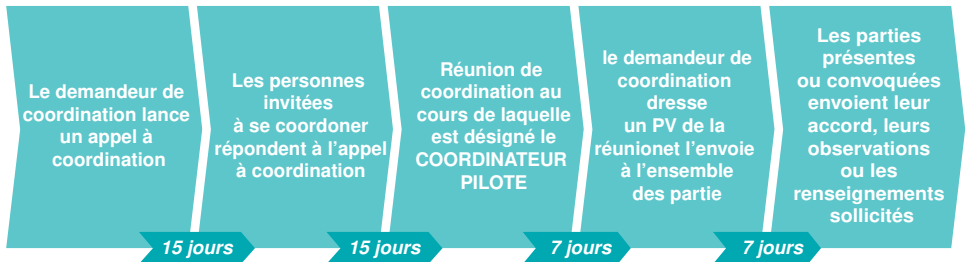 Le demandeur de
coordination lance
un appel à
coordination
Les personnes
invitées
à se coordoner
répondent à l'appel
à coordination
Réunion de
coordination au
cours de laquelle
est désigné le
COORDINATEUR
PILOTE
le demandeur de
coordination
dresse
un PV de la
réunionet l'envoie
à l'ensemble
des partie
Les parties
présentes
ou convoquées
envoient leur
accord, leurs
observations
ou les
renseignements
sollicités
15 jours
15 jours
7 jours
7 jours